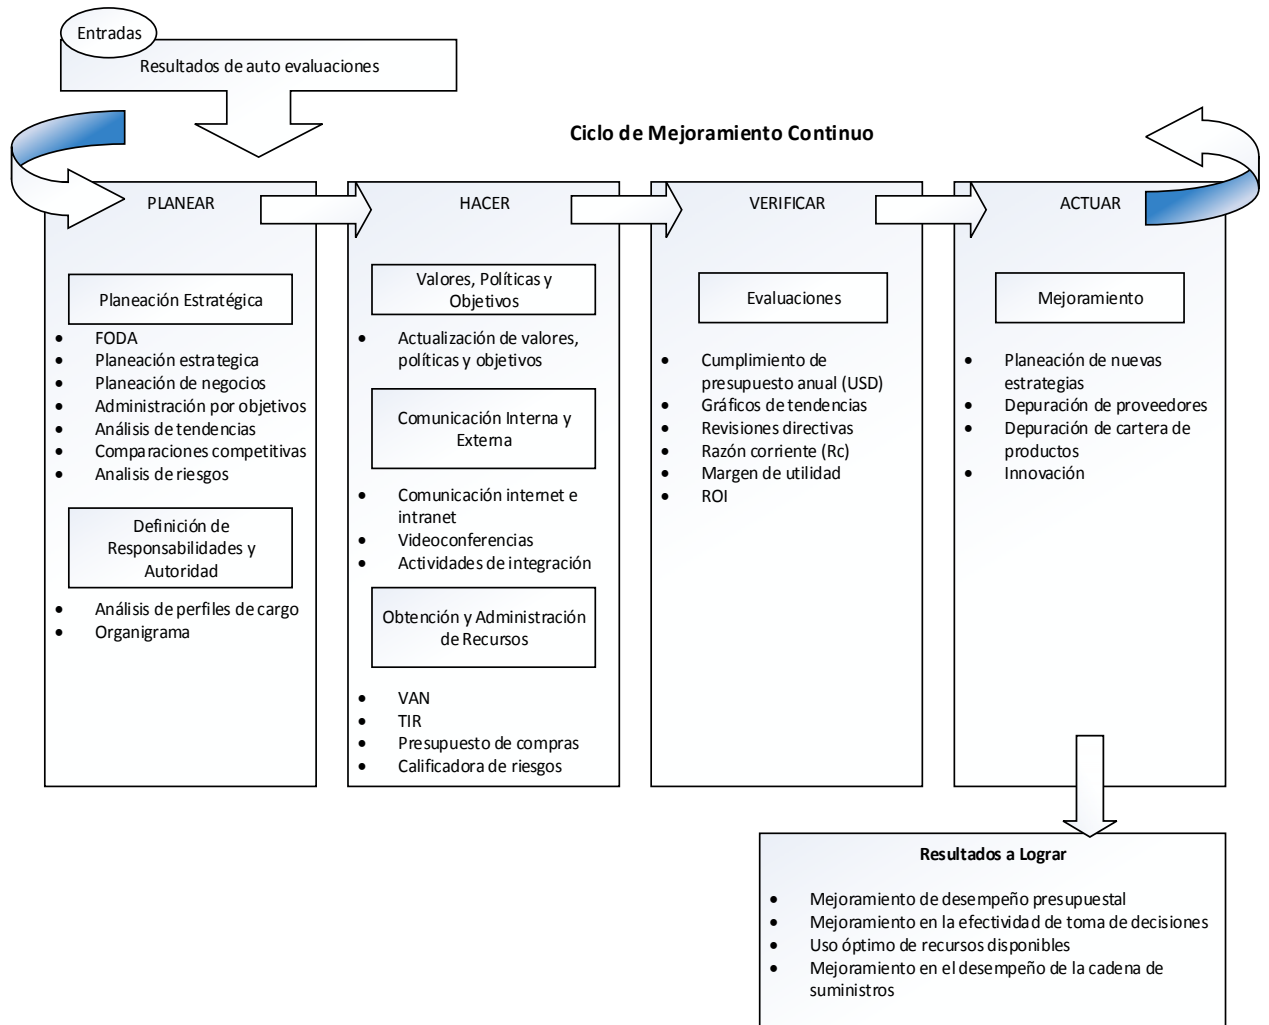 Entradas
Resultados de auto evaluaciones
Ciclo de Mejoramiento Continuo
PLANEAR
Planeación Estratégica
• FODA
• Planeación estrategica
• Planeación de negocios
• Administración por objetivos
• Análisis de tendencias
• Comparaciones competitivas
• Analisis de riesgos
Definición de
Responsabilidades y
Autoridad
• Análisis de perfiles de cargo
• Organigrama
HACER
Valores, Políticas y
Objetivos
• Actualización de valores,
políticas y objetivos
Comunicación Interna y
Externa
• Comunicación internet e
intranet
• Videoconferencias
• Actividades de integración
Obtención y Administración
de Recursos
• VAN
• TIR
• Presupuesto de compras
• Calificadora de riesgos
VERIFICAR
Evaluaciones
• Cumplimiento de
presupuesto anual (USD)
• Gráficos de tendencias
• Revisiones directivas
• Razón corriente (Rc)
• Margen de utilidad
• ROI
ACTUAR
Mejoramiento
• Planeación de nuevas
estrategias
• Depuración de proveedores
• Depuración de cartera de
productos
• Innovación
Resultados a Lograr
• Mejoramiento de desempeño presupuestal
• Mejoramiento en la efectividad de toma de decisiones
• Uso óptimo de recursos disponibles
• Mejoramiento en el desempeño de la cadena de
suministros